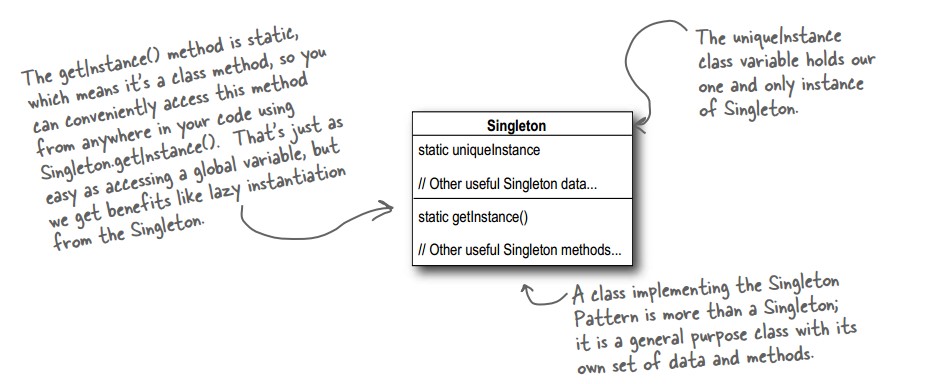 The getInstance() method is static,
which means it's a class method, so you
can conveniently access this method
from anywhere in your code using
Singleton.getInstance(). That's just as
easy as accessing a global variable, but
we get benefits like lazy instantiation
from the Singleton.
The uniqueInstance
class variable holds our
one and only instance
of Singleton.
Singleton
static uniqueInstance
// Other useful Singleton data...
static getInstance()
// Other useful Singleton methods...
A class implementing the Singleton
Pattern is more than a Singleton;
it is a general purpose class with its
own set of data and methods.